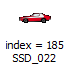 index = 185
SSD_022